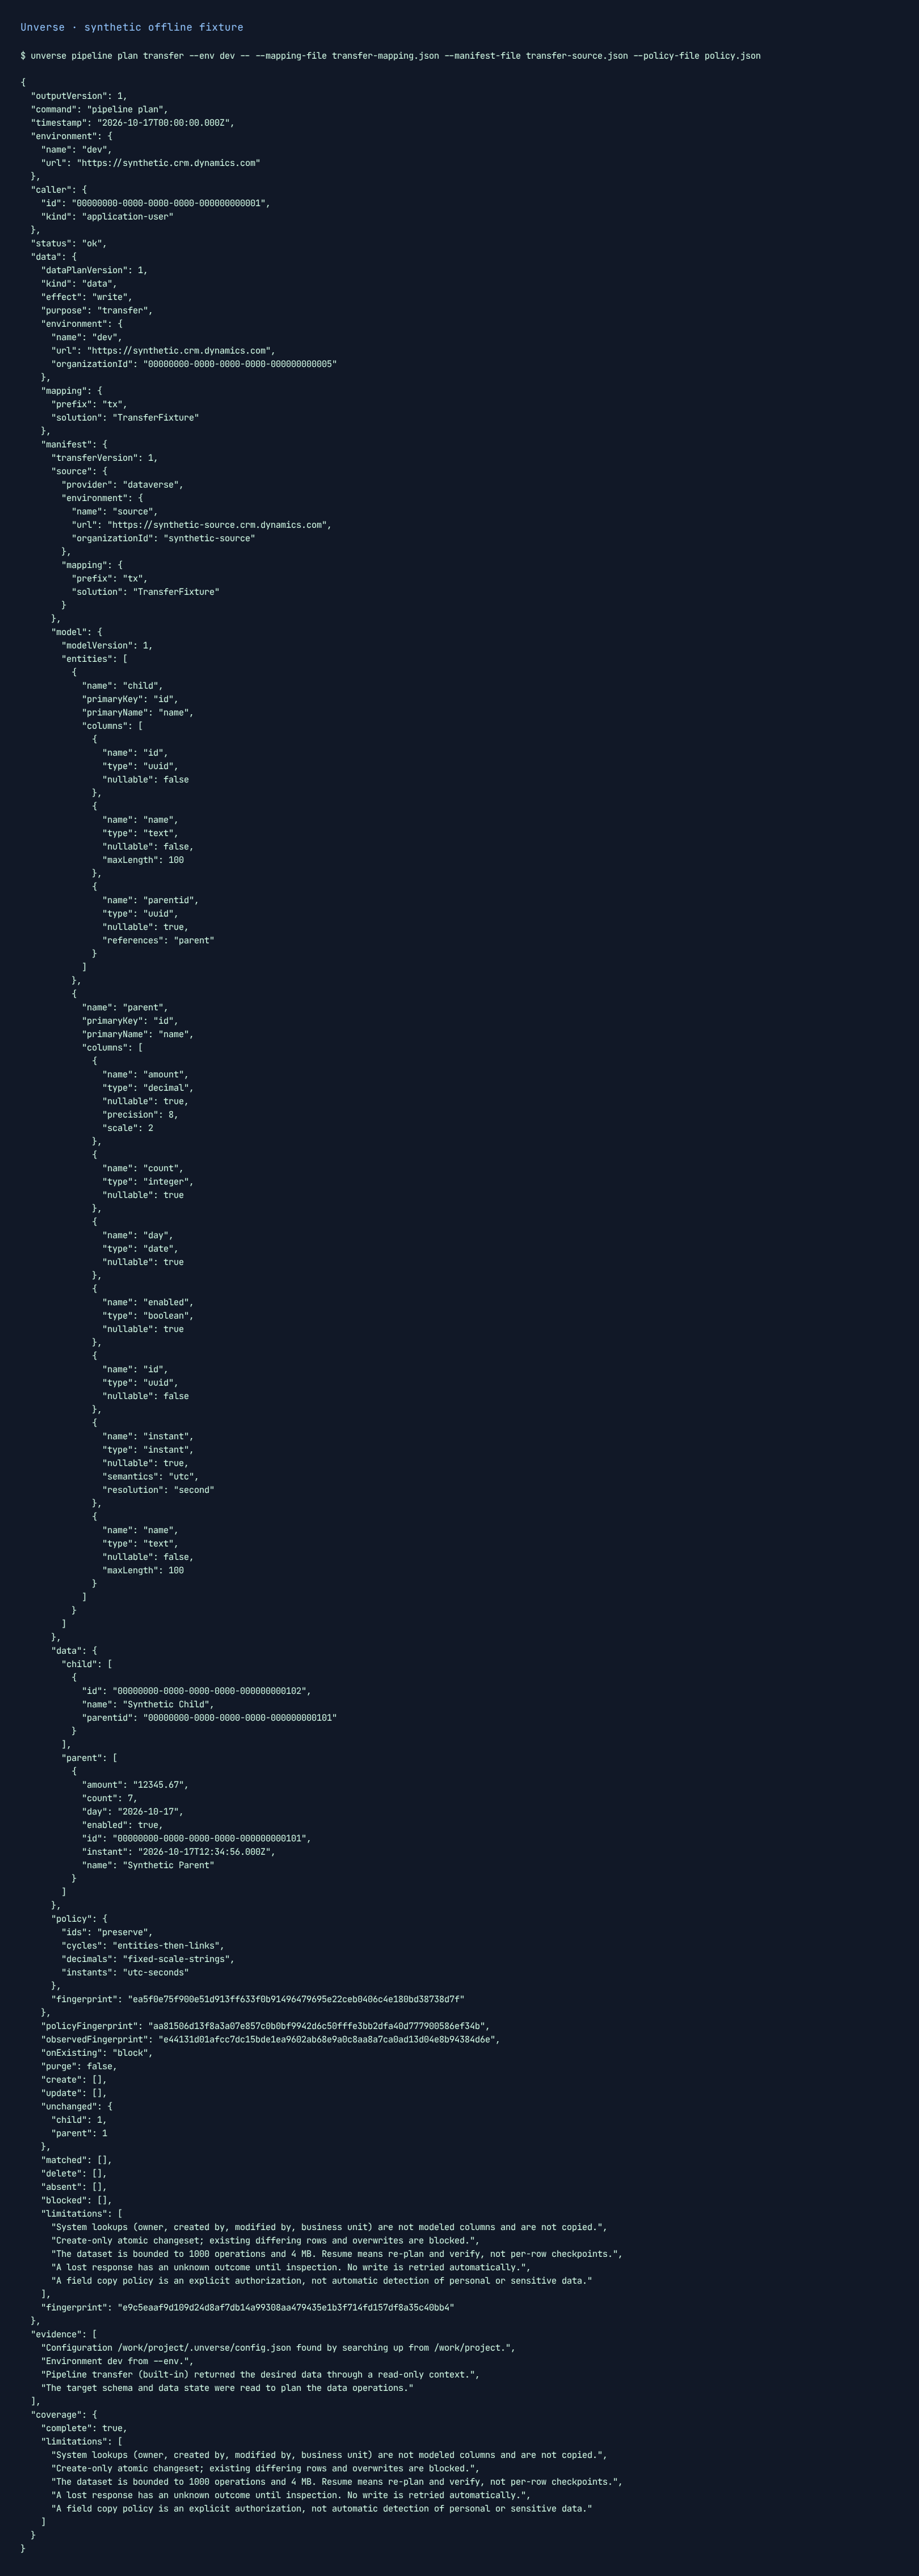 Unverse · synthetic offline fixture
$ unverse pipeline plan transfer --env dev -- --mapping-file transfer-mapping.json --manifest-file transfer-source.json --policy-file policy.json
{
  "outputVersion": 1,
  "command": "pipeline plan",
  "timestamp": "2026-10-17T00:00:00.000Z",
  "environment": {
    "name": "dev",
    "url": "https://synthetic.crm.dynamics.com"
  },
  "caller": {
    "id": "00000000-0000-0000-0000-000000000001",
    "kind": "application-user"
  },
  "status": "ok",
  "data": {
    "dataPlanVersion": 1,
    "kind": "data",
    "effect": "write",
    "purpose": "transfer",
    "environment": {
      "name": "dev",
      "url": "https://synthetic.crm.dynamics.com",
      "organizationId": "00000000-0000-0000-0000-000000000005"
    },
    "mapping": {
      "prefix": "tx",
      "solution": "TransferFixture"
    },
    "manifest": {
      "transferVersion": 1,
      "source": {
        "provider": "dataverse",
        "environment": {
          "name": "source",
          "url": "https://synthetic-source.crm.dynamics.com",
          "organizationId": "synthetic-source"
        },
        "mapping": {
          "prefix": "tx",
          "solution": "TransferFixture"
        }
      },
      "model": {
        "modelVersion": 1,
        "entities": [
          {
            "name": "child",
            "primaryKey": "id",
            "primaryName": "name",
            "columns": [
              {
                "name": "id",
                "type": "uuid",
                "nullable": false
              },
              {
                "name": "name",
                "type": "text",
                "nullable": false,
                "maxLength": 100
              },
              {
                "name": "parentid",
                "type": "uuid",
                "nullable": true,
                "references": "parent"
              }
            ]
          },
          {
            "name": "parent",
            "primaryKey": "id",
            "primaryName": "name",
            "columns": [
              {
                "name": "amount",
                "type": "decimal",
                "nullable": true,
                "precision": 8,
                "scale": 2
              },
              {
                "name": "count",
                "type": "integer",
                "nullable": true
              },
              {
                "name": "day",
                "type": "date",
                "nullable": true
              },
              {
                "name": "enabled",
                "type": "boolean",
                "nullable": true
              },
              {
                "name": "id",
                "type": "uuid",
                "nullable": false
              },
              {
                "name": "instant",
                "type": "instant",
                "nullable": true,
                "semantics": "utc",
                "resolution": "second"
              },
              {
                "name": "name",
                "type": "text",
                "nullable": false,
                "maxLength": 100
              }
            ]
          }
        ]
      },
      "data": {
        "child": [
          {
            "id": "00000000-0000-0000-0000-000000000102",
            "name": "Synthetic Child",
            "parentid": "00000000-0000-0000-0000-000000000101"
          }
        ],
        "parent": [
          {
            "amount": "12345.67",
            "count": 7,
            "day": "2026-10-17",
            "enabled": true,
            "id": "00000000-0000-0000-0000-000000000101",
            "instant": "2026-10-17T12:34:56.000Z",
            "name": "Synthetic Parent"
          }
        ]
      },
      "policy": {
        "ids": "preserve",
        "cycles": "entities-then-links",
        "decimals": "fixed-scale-strings",
        "instants": "utc-seconds"
      },
      "fingerprint": "ea5f0e75f900e51d913ff633f0b91496479695e22ceb0406c4e180bd38738d7f"
    },
    "policyFingerprint": "aa81506d13f8a3a07e857c0b0bf9942d6c50fffe3bb2dfa40d777900586ef34b",
    "observedFingerprint": "e44131d01afcc7dc15bde1ea9602ab68e9a0c8aa8a7ca0ad13d04e8b94384d6e",
    "onExisting": "block",
    "purge": false,
    "create": [],
    "update": [],
    "unchanged": {
      "child": 1,
      "parent": 1
    },
    "matched": [],
    "delete": [],
    "absent": [],
    "blocked": [],
    "limitations": [
      "System lookups (owner, created by, modified by, business unit) are not modeled columns and are not copied.",
      "Create-only atomic changeset; existing differing rows and overwrites are blocked.",
      "The dataset is bounded to 1000 operations and 4 MB. Resume means re-plan and verify, not per-row checkpoints.",
      "A lost response has an unknown outcome until inspection. No write is retried automatically.",
      "A field copy policy is an explicit authorization, not automatic detection of personal or sensitive data."
    ],
    "fingerprint": "e9c5eaaf9d109d24d8af7db14a99308aa479435e1b3f714fd157df8a35c40bb4"
  },
  "evidence": [
    "Configuration /work/project/.unverse/config.json found by searching up from /work/project.",
    "Environment dev from --env.",
    "Pipeline transfer (built-in) returned the desired data through a read-only context.",
    "The target schema and data state were read to plan the data operations."
  ],
  "coverage": {
    "complete": true,
    "limitations": [
      "System lookups (owner, created by, modified by, business unit) are not modeled columns and are not copied.",
      "Create-only atomic changeset; existing differing rows and overwrites are blocked.",
      "The dataset is bounded to 1000 operations and 4 MB. Resume means re-plan and verify, not per-row checkpoints.",
      "A lost response has an unknown outcome until inspection. No write is retried automatically.",
      "A field copy policy is an explicit authorization, not automatic detection of personal or sensitive data."
    ]
  }
}